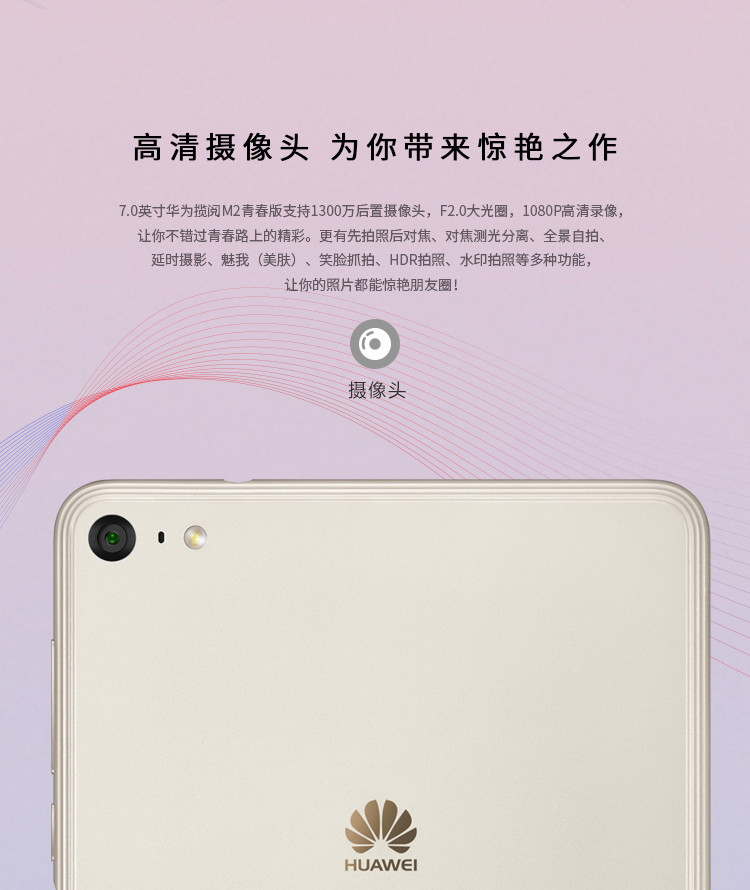 高清摄像头 为你带来惊艳之作
7.0英寸华为揽阅M2青春版支持1300万后置摄像头，F2.0大光圈，1080P高清录像，
让你不错过青春路上的精彩。更有先拍照后对焦、对焦测光分离、全景自拍、
延时摄影、魅我（美肤）、笑脸抓拍、HDR拍照、水印拍照等多种功能，
让你的照片都能惊艳朋友圈！
摄像头
HUAWEI